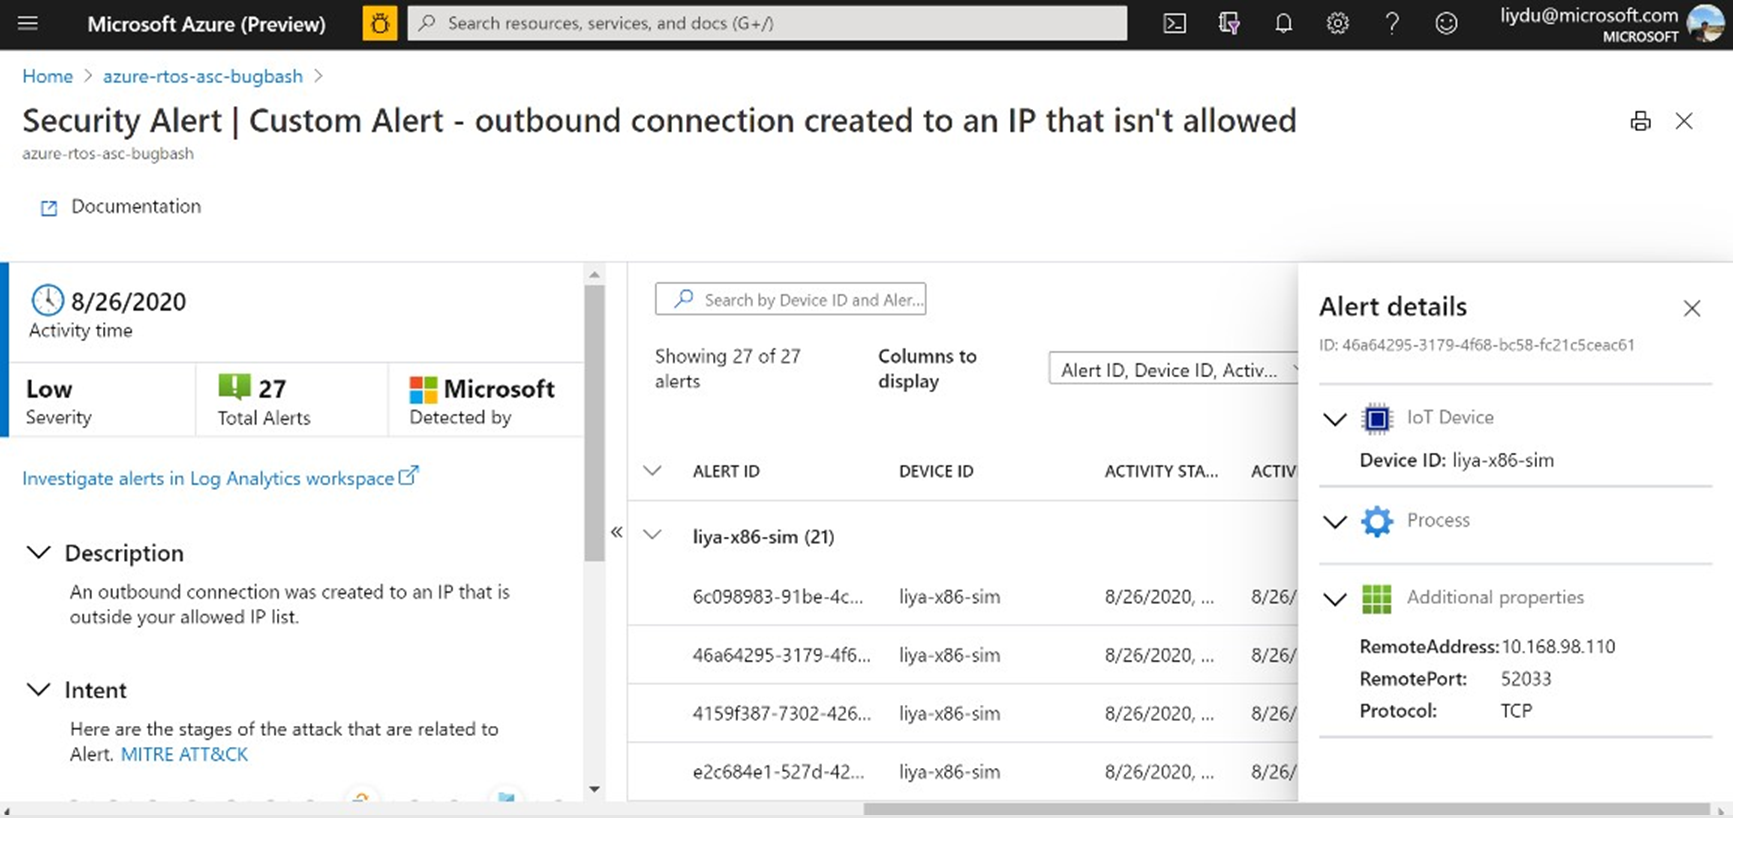 Microsoft Azure (Preview)
Search resources, services, and docs (G+/)
liydu@microsoft.com
MICROSOFT
Home > azure-rtos-asc-bugbash >
Security Alert | Custom Alert - outbound connection created to an IP that isn't allowed
azure-rtos-asc-bugbash
Documentation
8/26/2020
Activity time
Low
Severity
27
Total Alerts
Microsoft
Detected by
Investigate alerts in Log Analytics workspace
Description
An outbound connection was created to an IP that is
outside your allowed IP list.
Intent
Here are the stages of the attack that are related to
Alert. MITRE ATT&CK
Search by Device ID and Aler...
Showing 27 of 27
alerts
Columns to
display
Alert ID, Device ID, Activ...
ALERT ID DEVICE ID ACTIVITY STA... ACTIV
liya-x86-sim (21)
6c098983-91be-4c... liya-x86-sim 8/26/2020, ... 8/26/
46a64295-3179-4f6... liya-x86-sim 8/26/2020, ... 8/26/
4159f387-7302-426... liya-x86-sim 8/26/2020, ... 8/26/
e2c684e1-527d-42... liya-x86-sim 8/26/2020, ... 8/26/
Alert details
ID: 46a64295-3179-4f68-bc58-fc21c5ceac61
IoT Device
Device ID: liya-x86-sim
Process
Additional properties
RemoteAddress: 10.168.98.110
RemotePort: 52033
Protocol: TCP